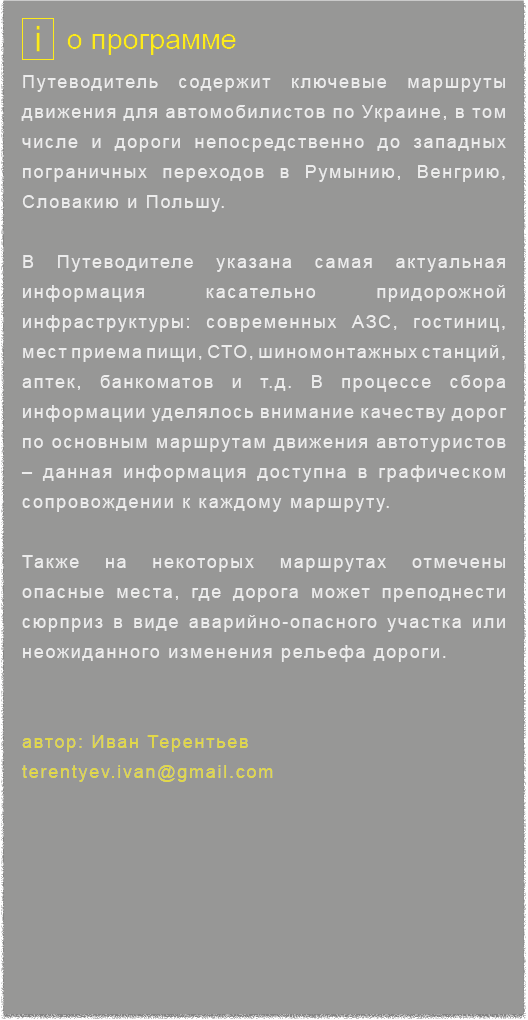 i о программе
Путеводитель содержит ключевые маршруты
движения для автомобилистов по Украине, в том
числе и дороги непосредственно до западных
пограничных переходов в Румынию, Венгрию,
Словакию и Польшу.
В Путеводителе указана самая актуальная
информация касательно придорожной
инфраструктуры: современных АЗС, гостиниц,
мест приема пищи, СТО, шиномонтажных станций,
аптек, банкоматов и т.д. В процессе сбора
информации уделялось внимание качеству дорог
по основным маршрутам движения автотуристов
– данная информация доступна в графическом
сопровождении к каждому маршруту.
Также на некоторых маршрутах отмечены
опасные места, где дорога может преподнести
сюрприз в виде аварийно-опасного участка или
неожиданного изменения рельефа дороги.
автор: Иван Терентьев
terentyev.ivan@gmail.com